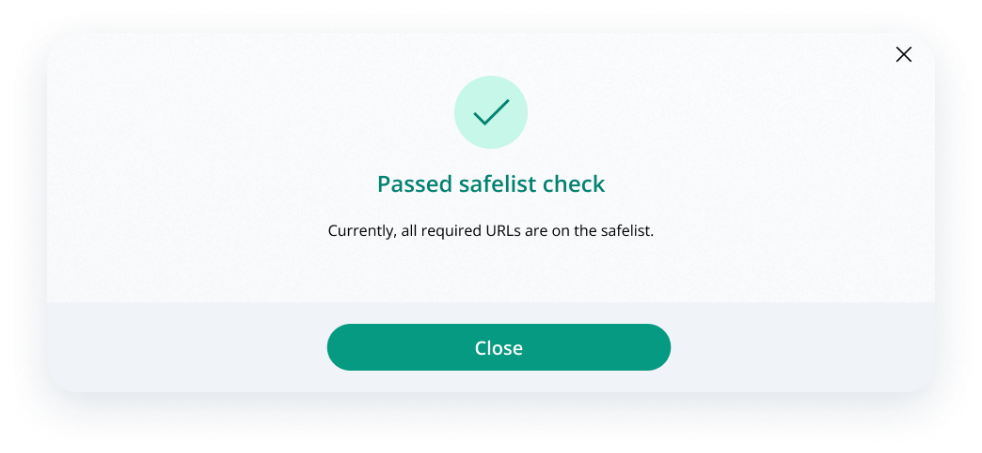 Passed safelist check
Currently, all required URLs are on the safelist.
Close